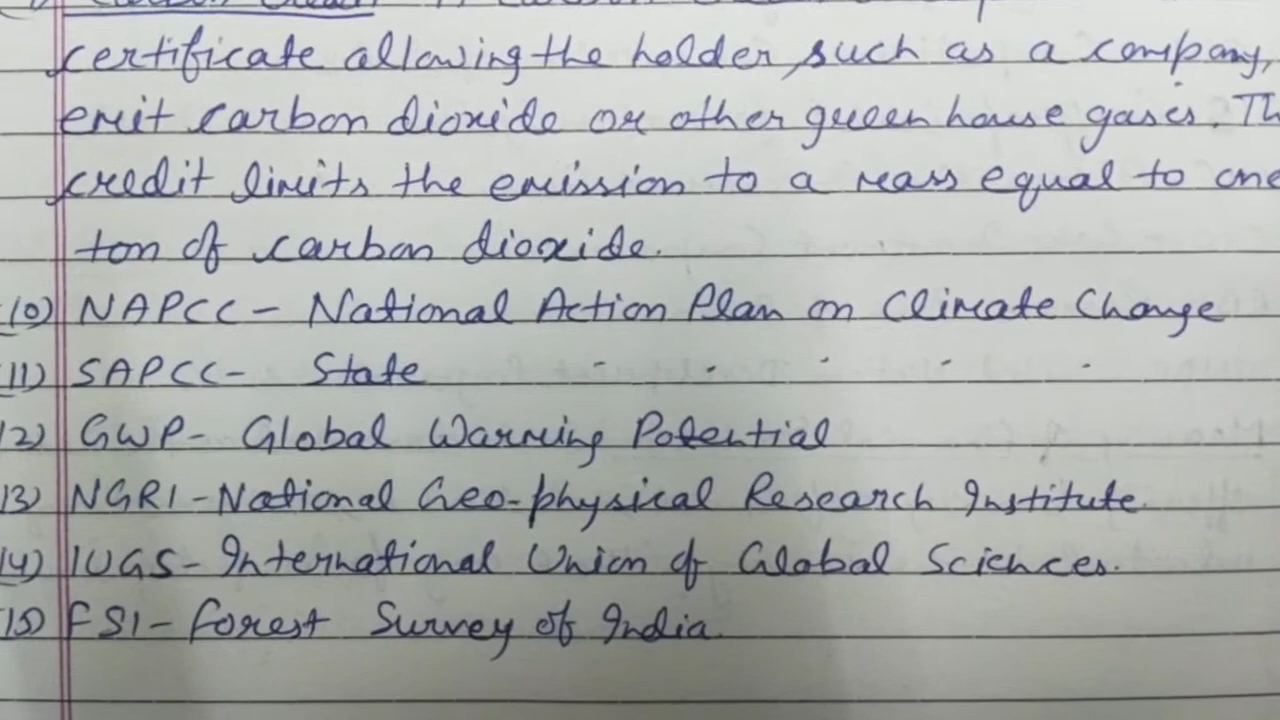 certificate allowing the holder, such as a company,
emit carbon dioxide or other green house gases. Th
credit limits the emission to a mass equal to one
ton of carbon dioxide.
(10) NAPCC - National Action Plan on Climate Change
(11) SAPCC - State " " " " "
12) GWP - Global Warming Potential
13) NGRI - National Geo-physical Research Institute.
14) IUGS - International Union of Global Sciences.
15) FSI - Forest Survey of India.